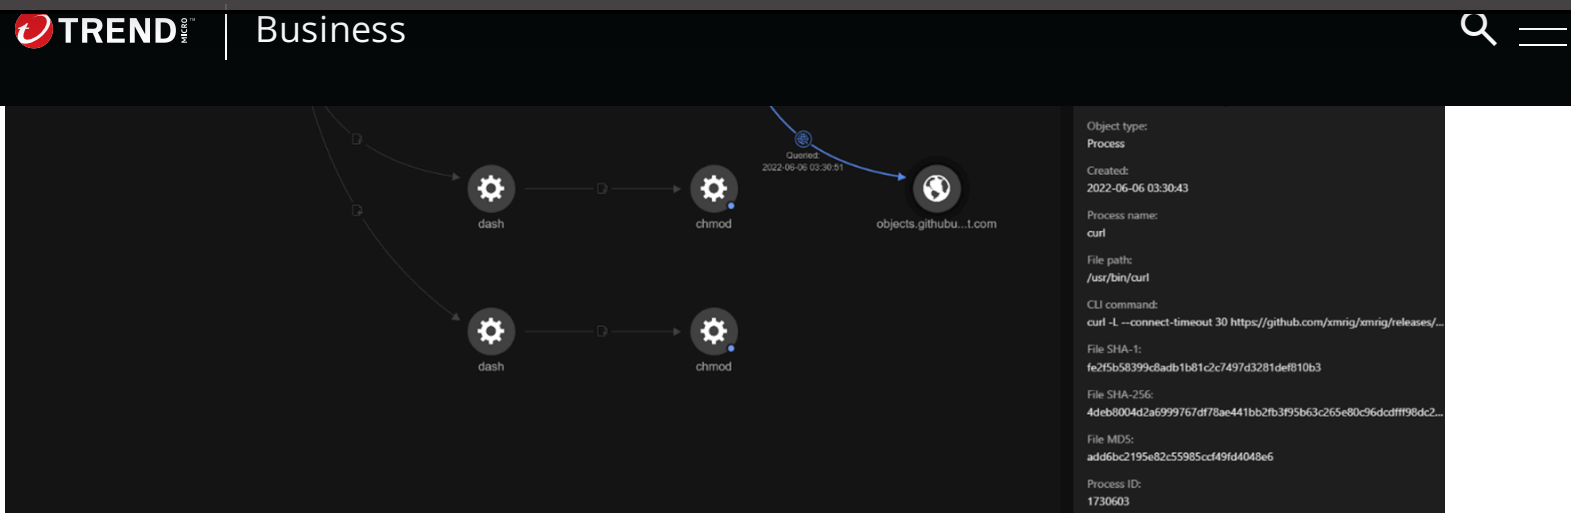 TREND MICRO™
Business
Queried:
2022-06-06 03:30:51
dash
chmod
objects.githubu...t.com
dash
chmod
Object type:
Process
Created:
2022-06-06 03:30:43
Process name:
curl
File path:
/usr/bin/curl
CLI command:
curl -L --connect-timeout 30 https://github.com/xmrig/xmrig/releases/...
File SHA-1:
fe2f5b58399c8adb1b81c2c7497d3281def810b3
File SHA-256:
4deb8004d2a6999767df78ae441bb2fb3f95b63c265e80c96dcdfff98dc2...
File MD5:
add6bc2195e82c55985ccf49fd4048e6
Process ID:
1730603